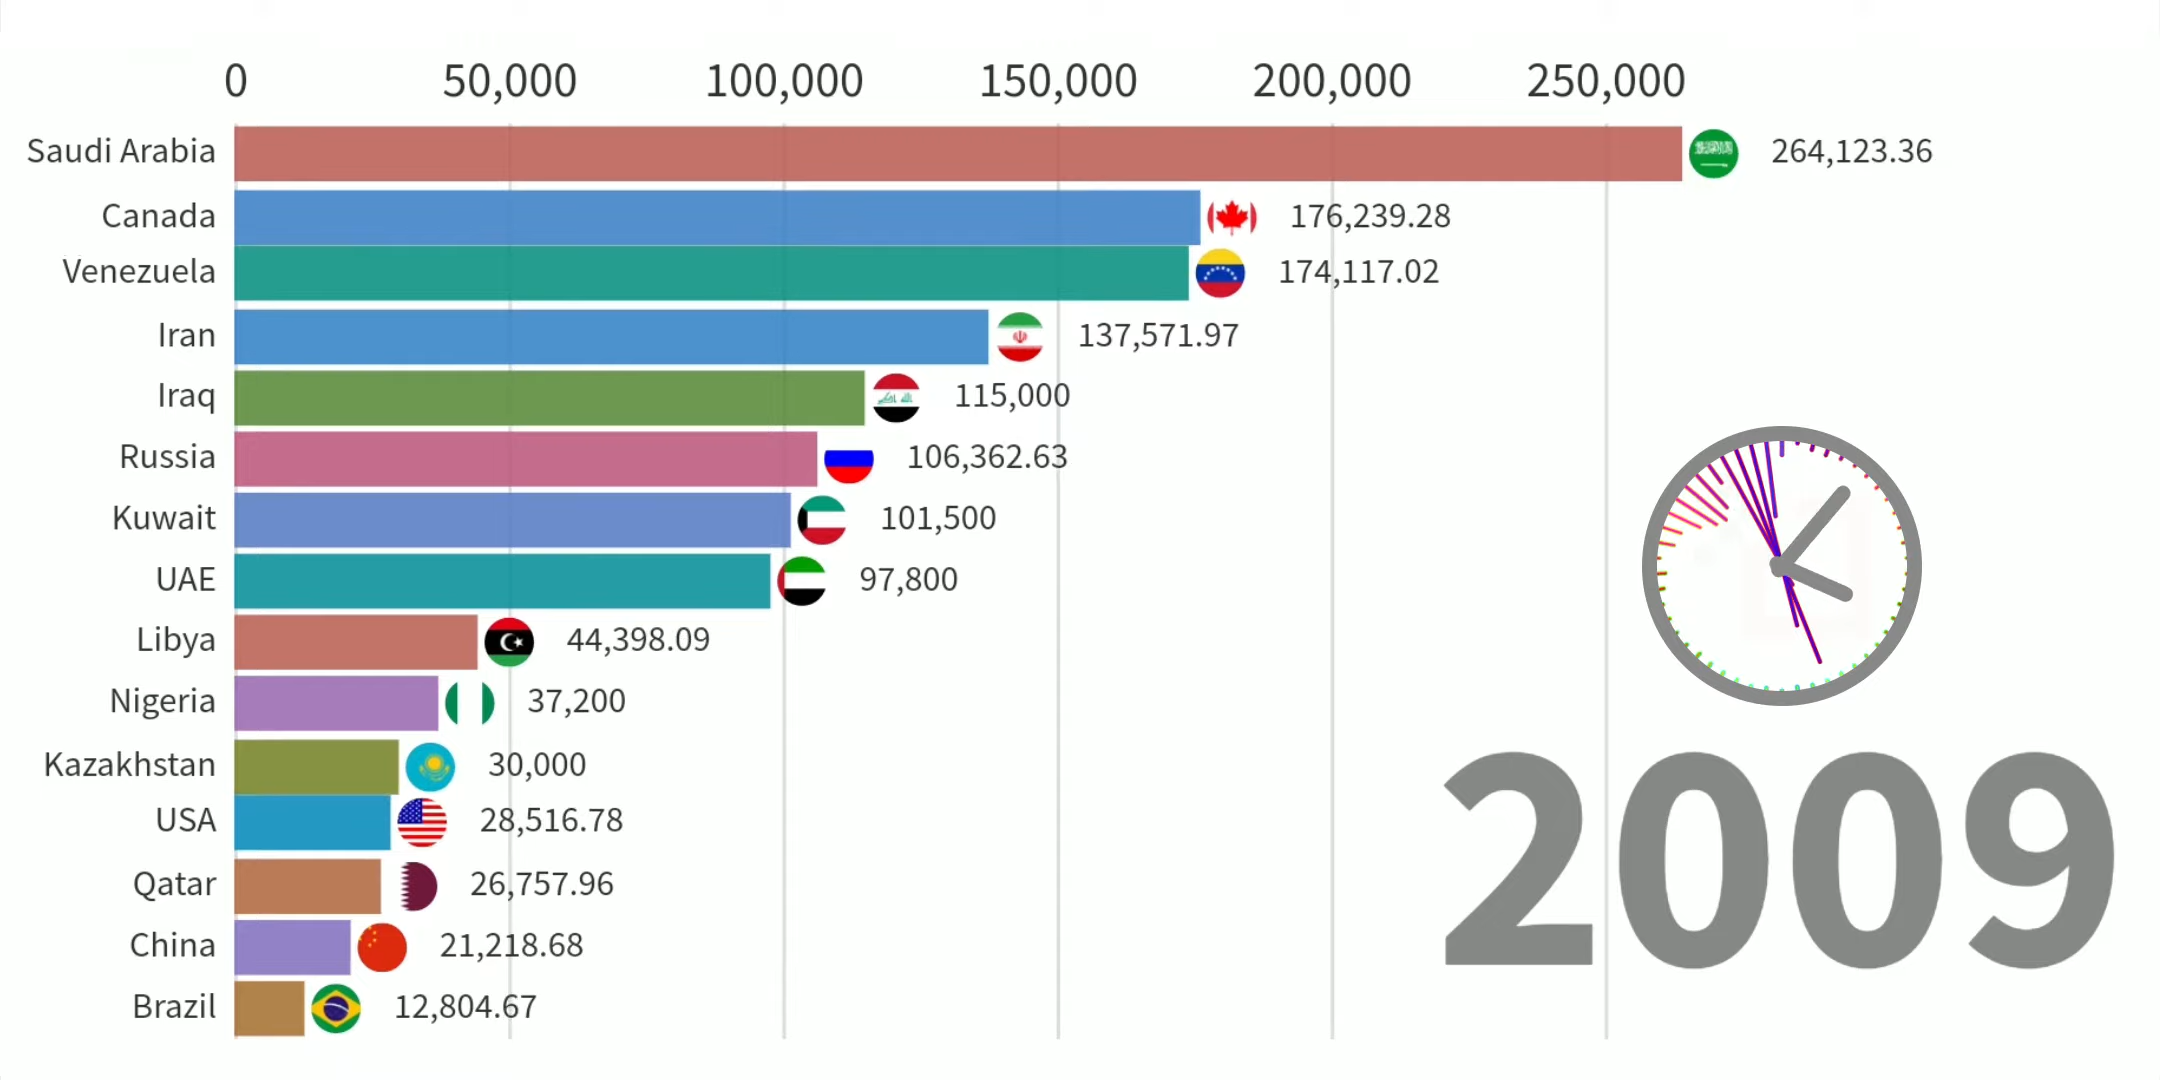 0 50,000 100,000 150,000 200,000 250,000
Saudi Arabia 264,123.36
Canada 176,239.28
Venezuela 174,117.02
Iran 137,571.97
Iraq 115,000
Russia 106,362.63
Kuwait 101,500
UAE 97,800
Libya 44,398.09
Nigeria 37,200
Kazakhstan 30,000
USA 28,516.78
Qatar 26,757.96
China 21,218.68
Brazil 12,804.67
2009